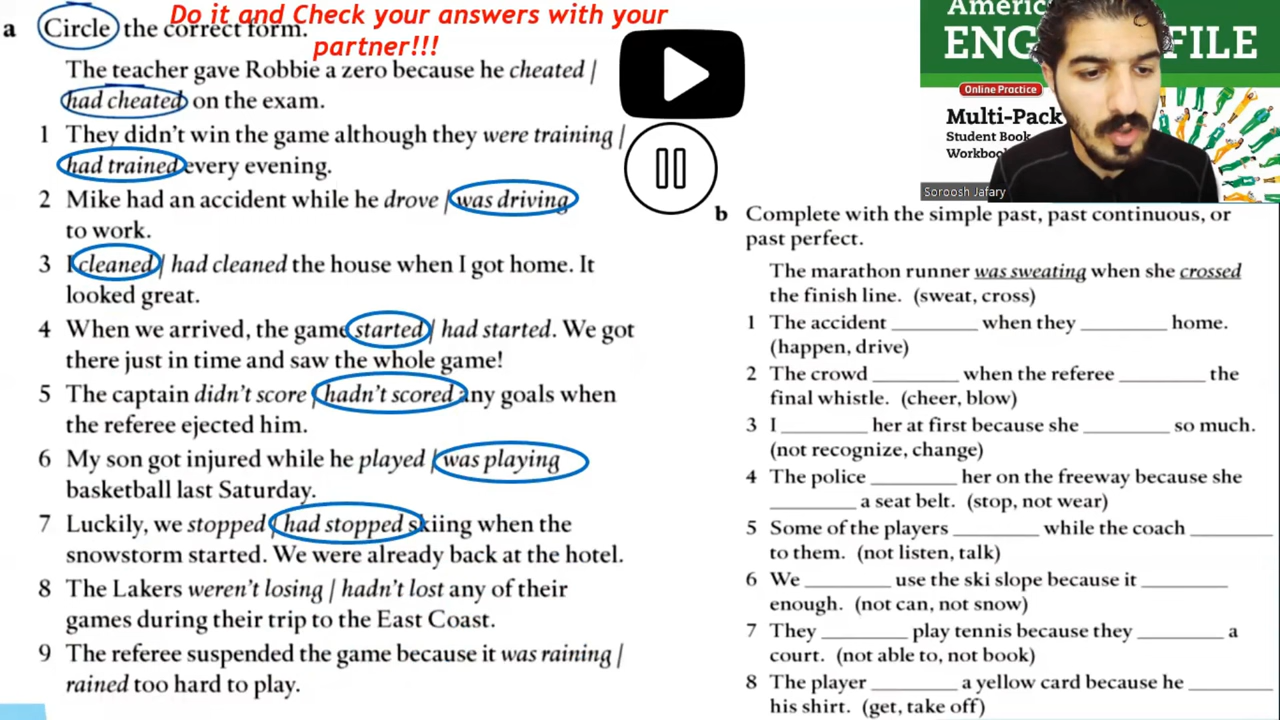 Do it and Check your answers with your
partner!!!
a Circle the correct form.
The teacher gave Robbie a zero because he cheated |
had cheated on the exam.
1 They didn't win the game although they were training |
had trained every evening.
2 Mike had an accident while he drove | was driving
to work.
3 I cleaned | had cleaned the house when I got home. It
looked great.
4 When we arrived, the game started | had started. We got
there just in time and saw the whole game!
5 The captain didn't score | hadn't scored any goals when
the referee ejected him.
6 My son got injured while he played | was playing
basketball last Saturday.
7 Luckily, we stopped | had stopped skiing when the
snowstorm started. We were already back at the hotel.
8 The Lakers weren't losing | hadn't lost any of their
games during their trip to the East Coast.
9 The referee suspended the game because it was raining |
rained too hard to play.
Americ
ENG FILE
Online Practice
Multi-Pack
Student Book
Workboo
Soroosh Jafary
b Complete with the simple past, past continuous, or
past perfect.
The marathon runner was sweating when she crossed
the finish line. (sweat, cross)
1 The accident ________ when they ________ home.
(happen, drive)
2 The crowd ________ when the referee ________ the
final whistle. (cheer, blow)
3 I ________ her at first because she ________ so much.
(not recognize, change)
4 The police ________ her on the freeway because she
________ a seat belt. (stop, not wear)
5 Some of the players ________ while the coach ________
to them. (not listen, talk)
6 We ________ use the ski slope because it ________
enough. (not can, not snow)
7 They ________ play tennis because they ________ a
court. (not able to, not book)
8 The player ________ a yellow card because he ________
his shirt. (get, take off)